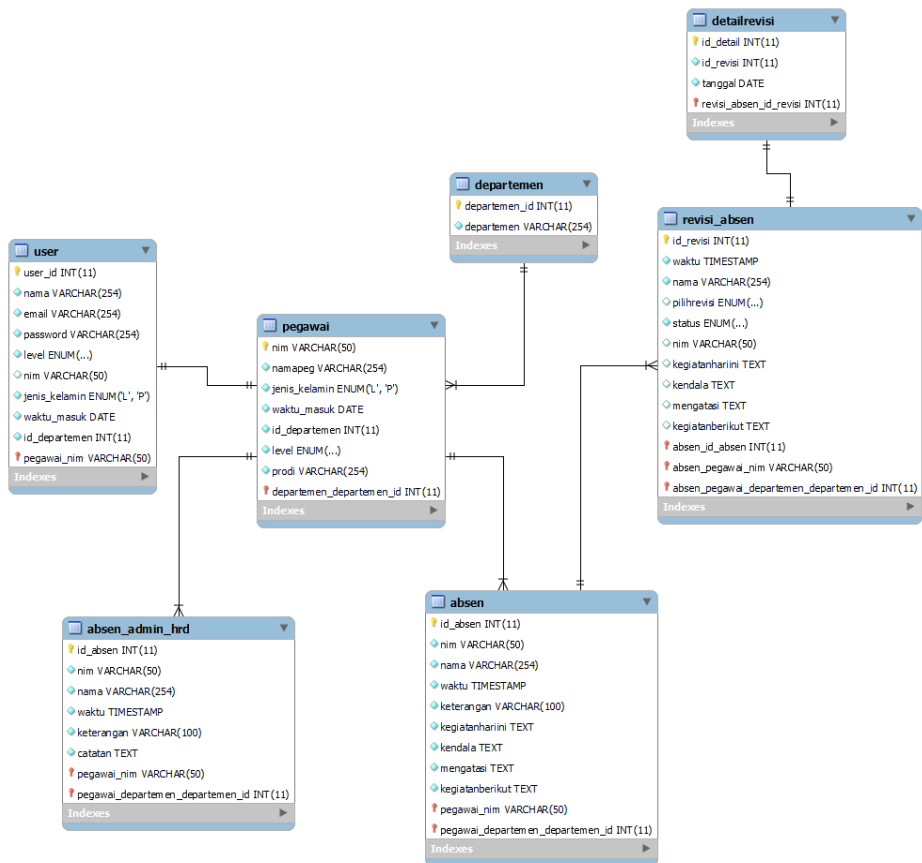 detailrevisi
id_detail INT(11)
id_revisi INT(11)
tanggal DATE
revisi_absen_id_revisi INT(11)
Indexes
departemen
departemen_id INT(11)
departemen VARCHAR(254)
Indexes
revisi_absen
id_revisi INT(11)
waktu TIMESTAMP
nama VARCHAR(254)
pilihrevisi ENUM(...)
status ENUM(...)
nim VARCHAR(50)
kegiatanhariini TEXT
kendala TEXT
mengatasi TEXT
kegiatanberikut TEXT
absen_id_absen INT(11)
absen_pegawai_nim VARCHAR(50)
absen_pegawai_departemen_departemen_id INT(11)
Indexes
user
user_id INT(11)
nama VARCHAR(254)
email VARCHAR(254)
password VARCHAR(254)
level ENUM(...)
nim VARCHAR(50)
jenis_kelamin ENUM('L', 'P')
waktu_masuk DATE
id_departemen INT(11)
pegawai_nim VARCHAR(50)
Indexes
pegawai
nim VARCHAR(50)
namapeg VARCHAR(254)
jenis_kelamin ENUM('L', 'P')
waktu_masuk DATE
id_departemen INT(11)
level ENUM(...)
prodi VARCHAR(254)
departemen_departemen_id INT(11)
Indexes
absen_admin_hrd
id_absen INT(11)
nim VARCHAR(50)
nama VARCHAR(254)
waktu TIMESTAMP
keterangan VARCHAR(100)
catatan TEXT
pegawai_nim VARCHAR(50)
pegawai_departemen_departemen_id INT(11)
Indexes
absen
id_absen INT(11)
nim VARCHAR(50)
nama VARCHAR(254)
waktu TIMESTAMP
keterangan VARCHAR(100)
kegiatanhariini TEXT
kendala TEXT
mengatasi TEXT
kegiatanberikut TEXT
pegawai_nim VARCHAR(50)
pegawai_departemen_departemen_id INT(11)
Indexes